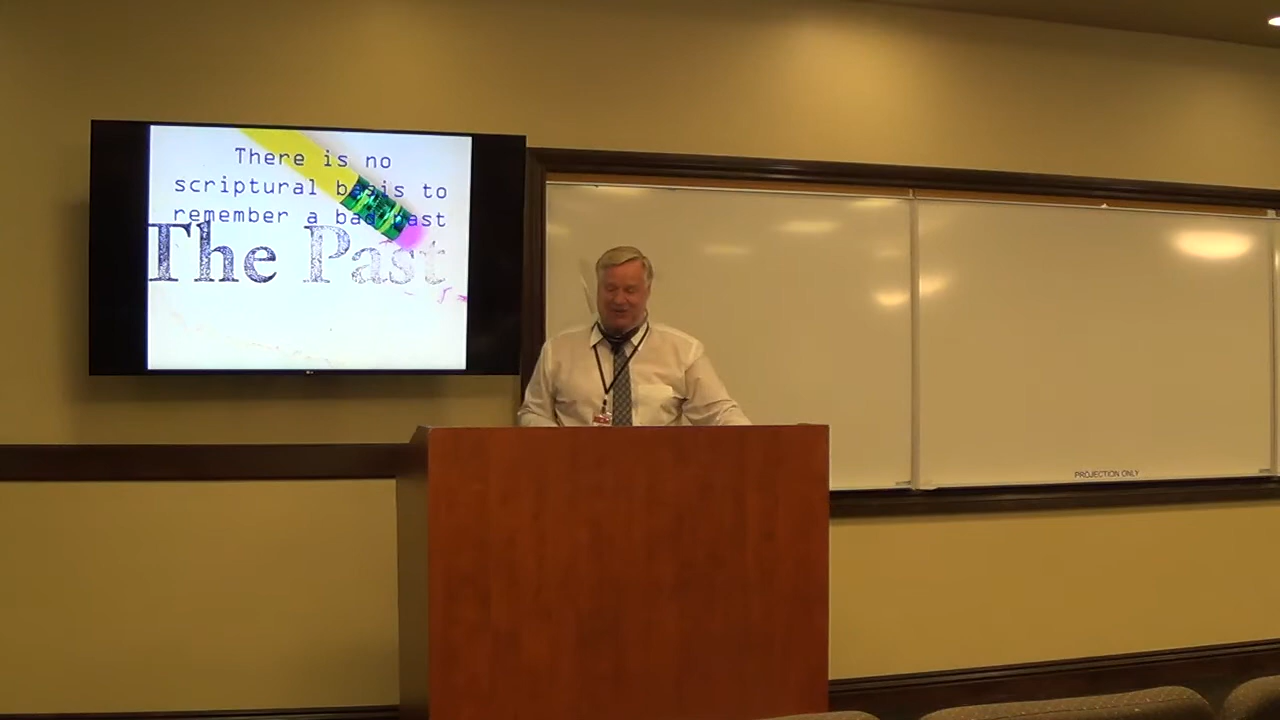 There is no
scriptural basis to
remember a bad past
The Past
PROJECTION ONLY